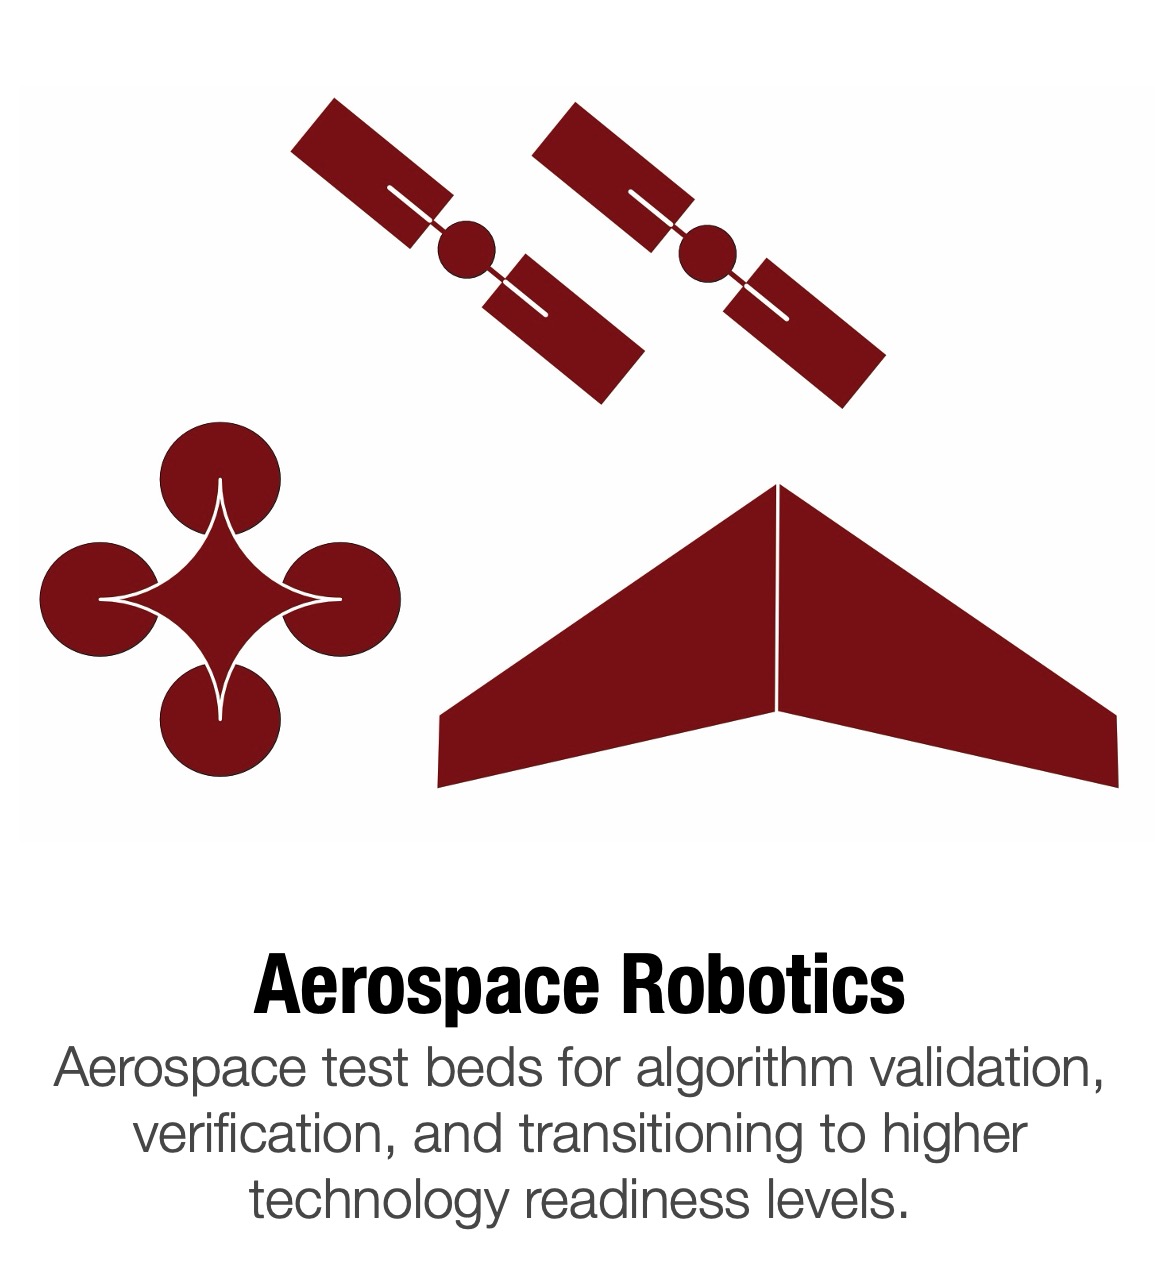 Aerospace Robotics
Aerospace test beds for algorithm validation,
verification, and transitioning to higher
technology readiness levels.